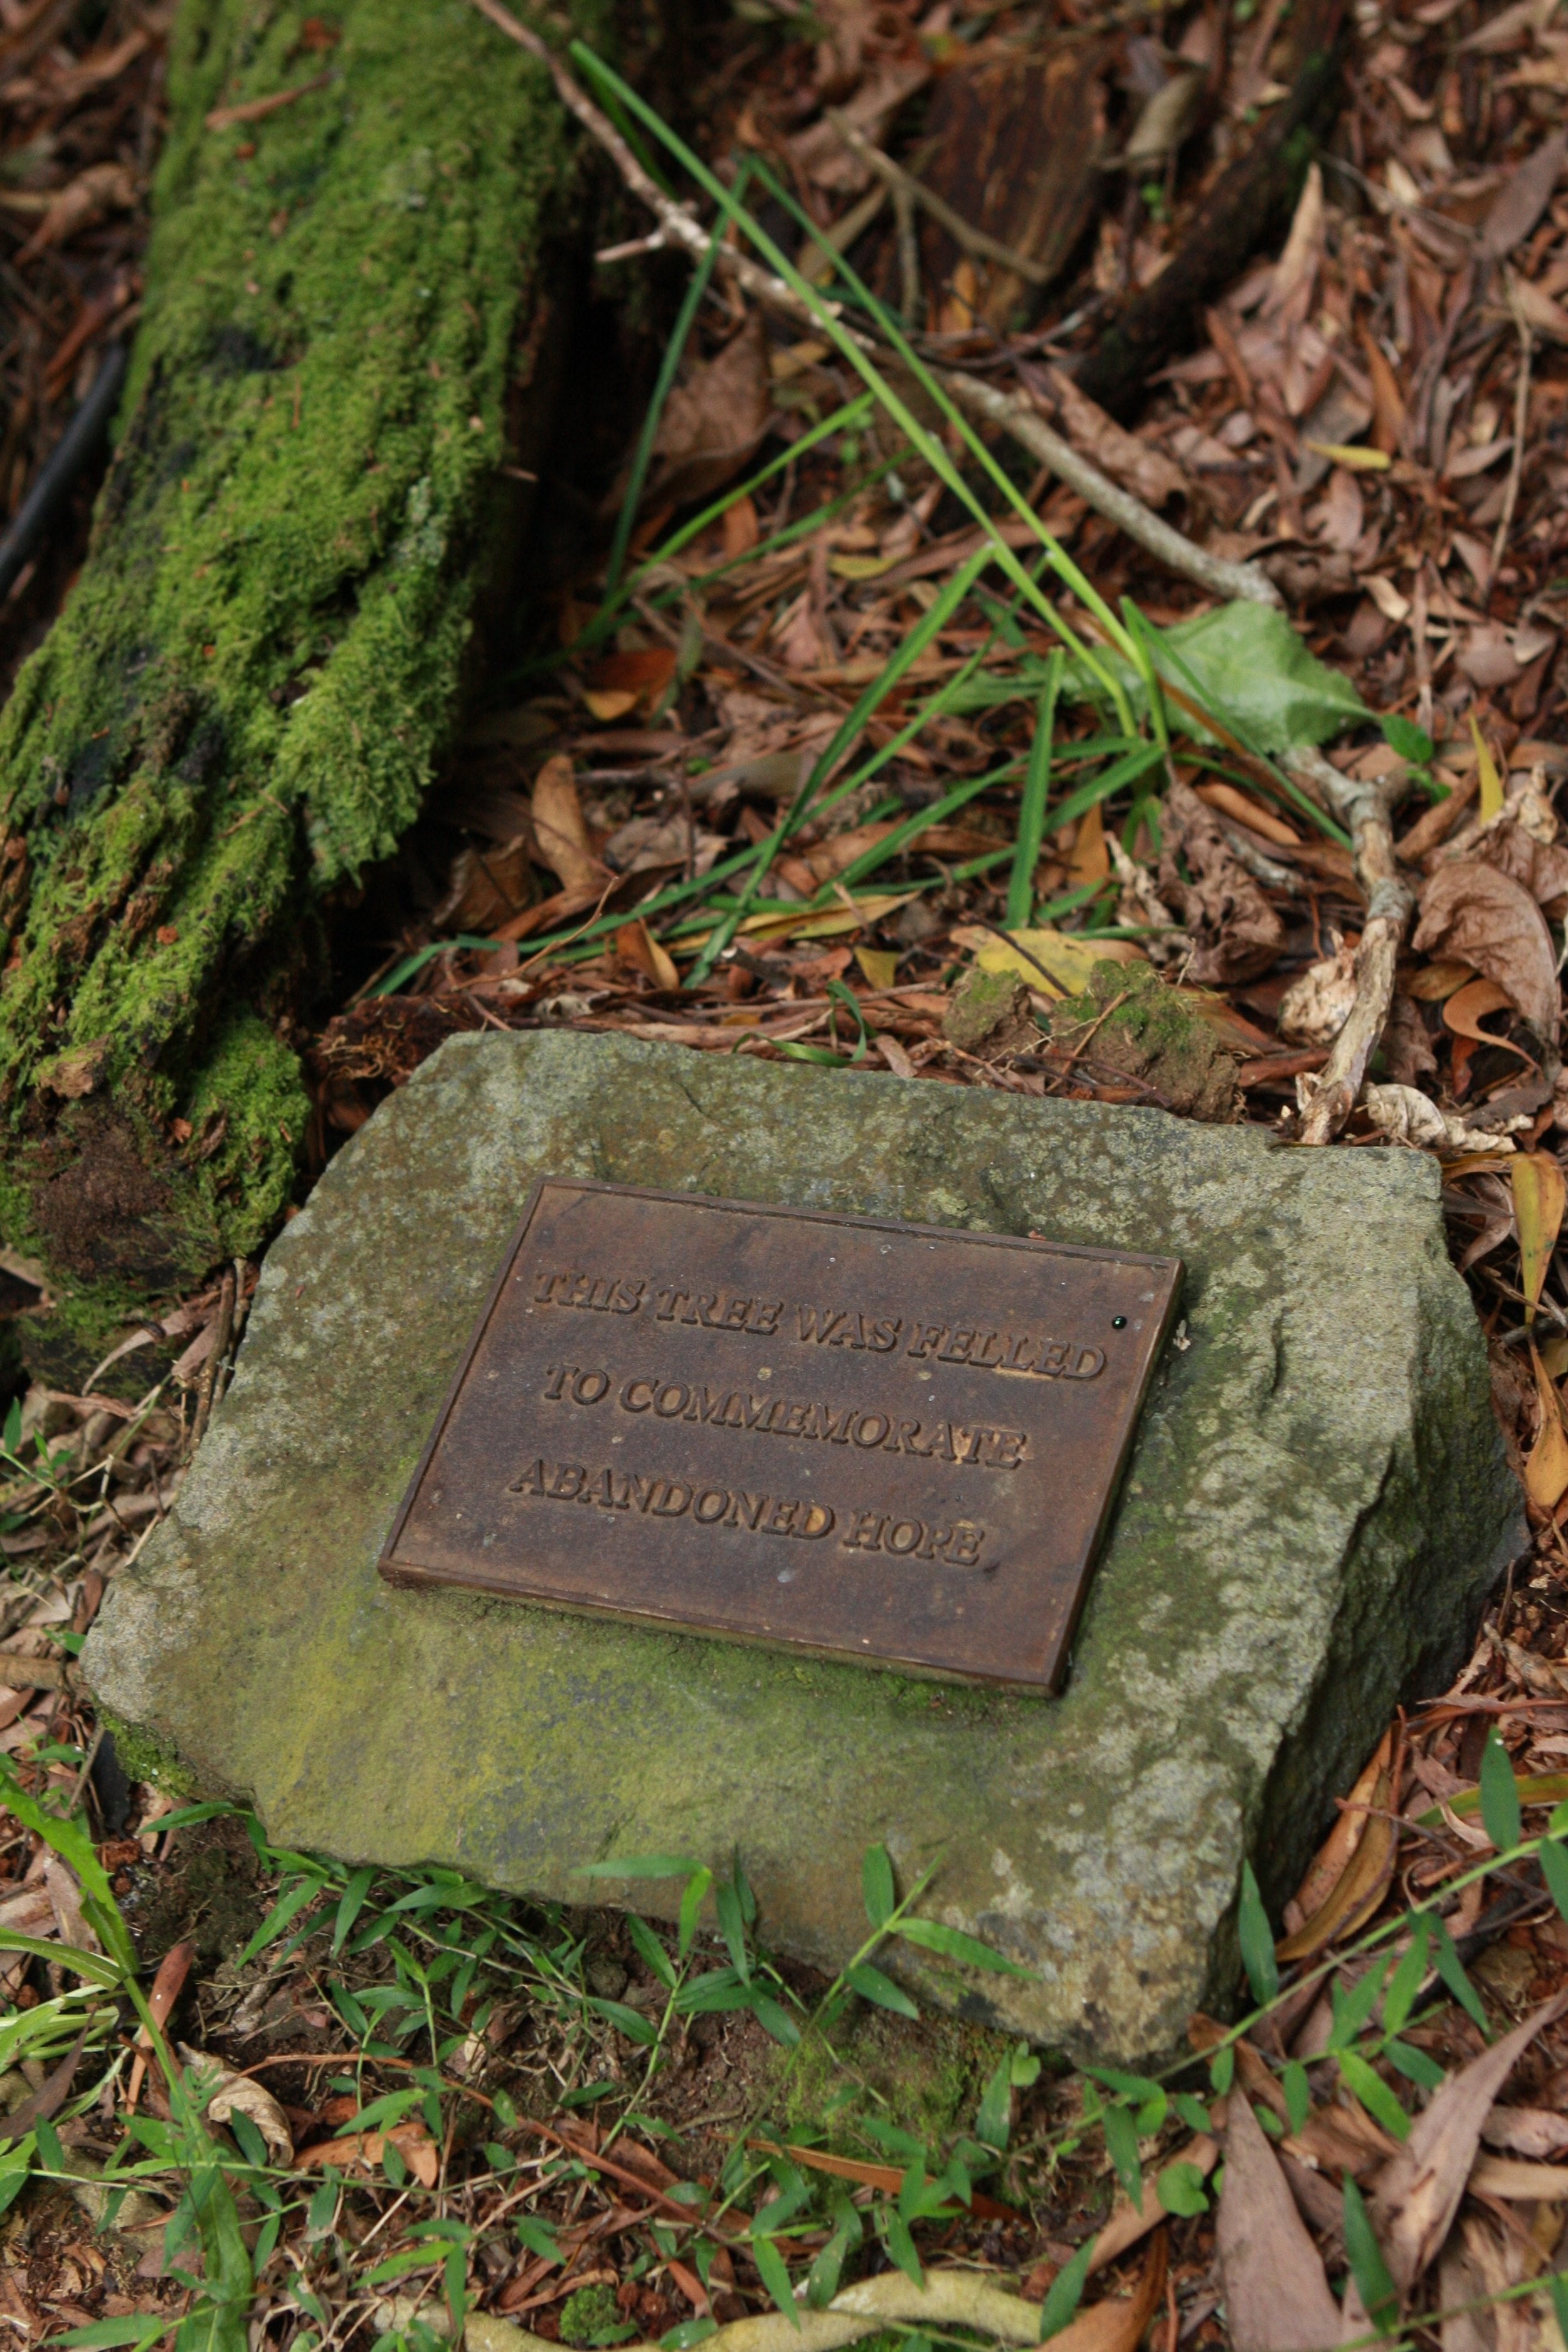 THIS TREE WAS FELLED
TO COMMEMORATE
ABANDONED HOPE